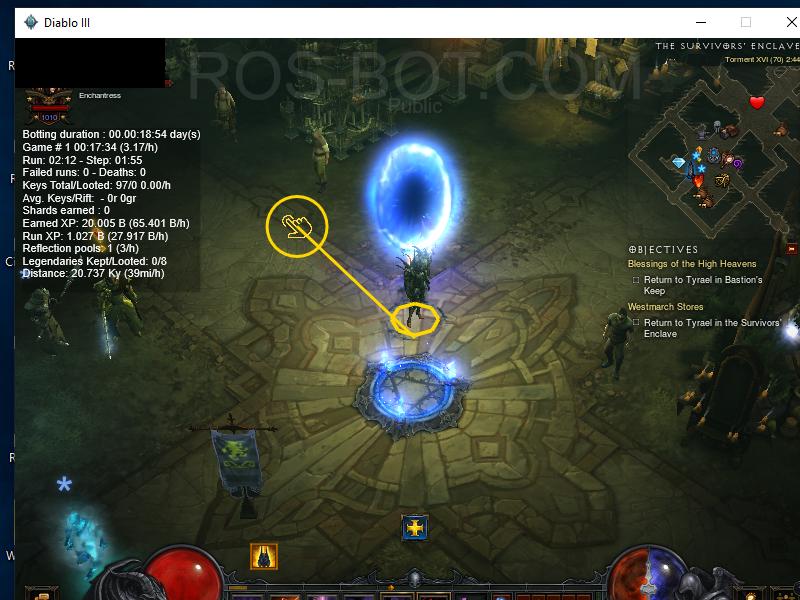 Diablo III
THE SURVIVORS' ENCLAVE
Torment XVI (70) 2:44
ROS-BOT.COM
Public
Enchantress
1010
Botting duration : 00.00:18:54 day(s)
Game # 1 00:17:34 (3.17/h)
Run: 02:12 - Step: 01:55
Failed runs: 0 - Deaths: 0
Keys Total/Looted: 97/0 0.00/h
Avg. Keys/Rift:  - 0r 0gr
Shards earned : 0
Earned XP: 20.005 B (65.401 B/h)
Run XP: 1.027 B (27.917 B/h)
Reflection pools: 1 (3/h)
Legendaries Kept/Looted: 0/8
Distance: 20.737 Ky (39mi/h)
OBJECTIVES
Blessings of the High Heavens
Return to Tyrael in Bastion's
Keep
Westmarch Stores
Return to Tyrael in the Survivors'
Enclave